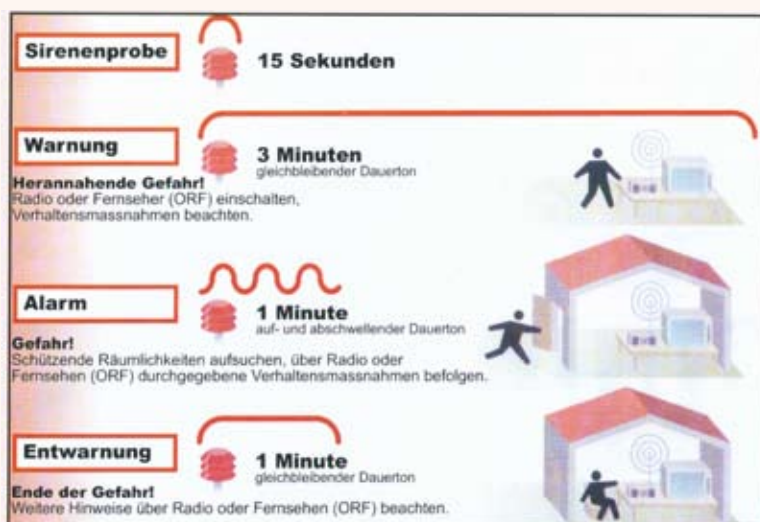 Sirenenprobe
15 Sekunden
Warnung
3 Minuten
gleichbleibender Dauerton
Herannahende Gefahr!
Radio oder Fernseher (ORF) einschalten,
Verhaltensmassnahmen beachten.
Alarm
1 Minute
auf- und abschwellender Dauerton
Gefahr!
Schützende Räumlichkeiten aufsuchen, über Radio oder
Fernsehen (ORF) durchgegebene Verhaltensmassnahmen befolgen.
Entwarnung
1 Minute
gleichbleibender Dauerton
Ende der Gefahr!
Weitere Hinweise über Radio oder Fernsehen (ORF) beachten.